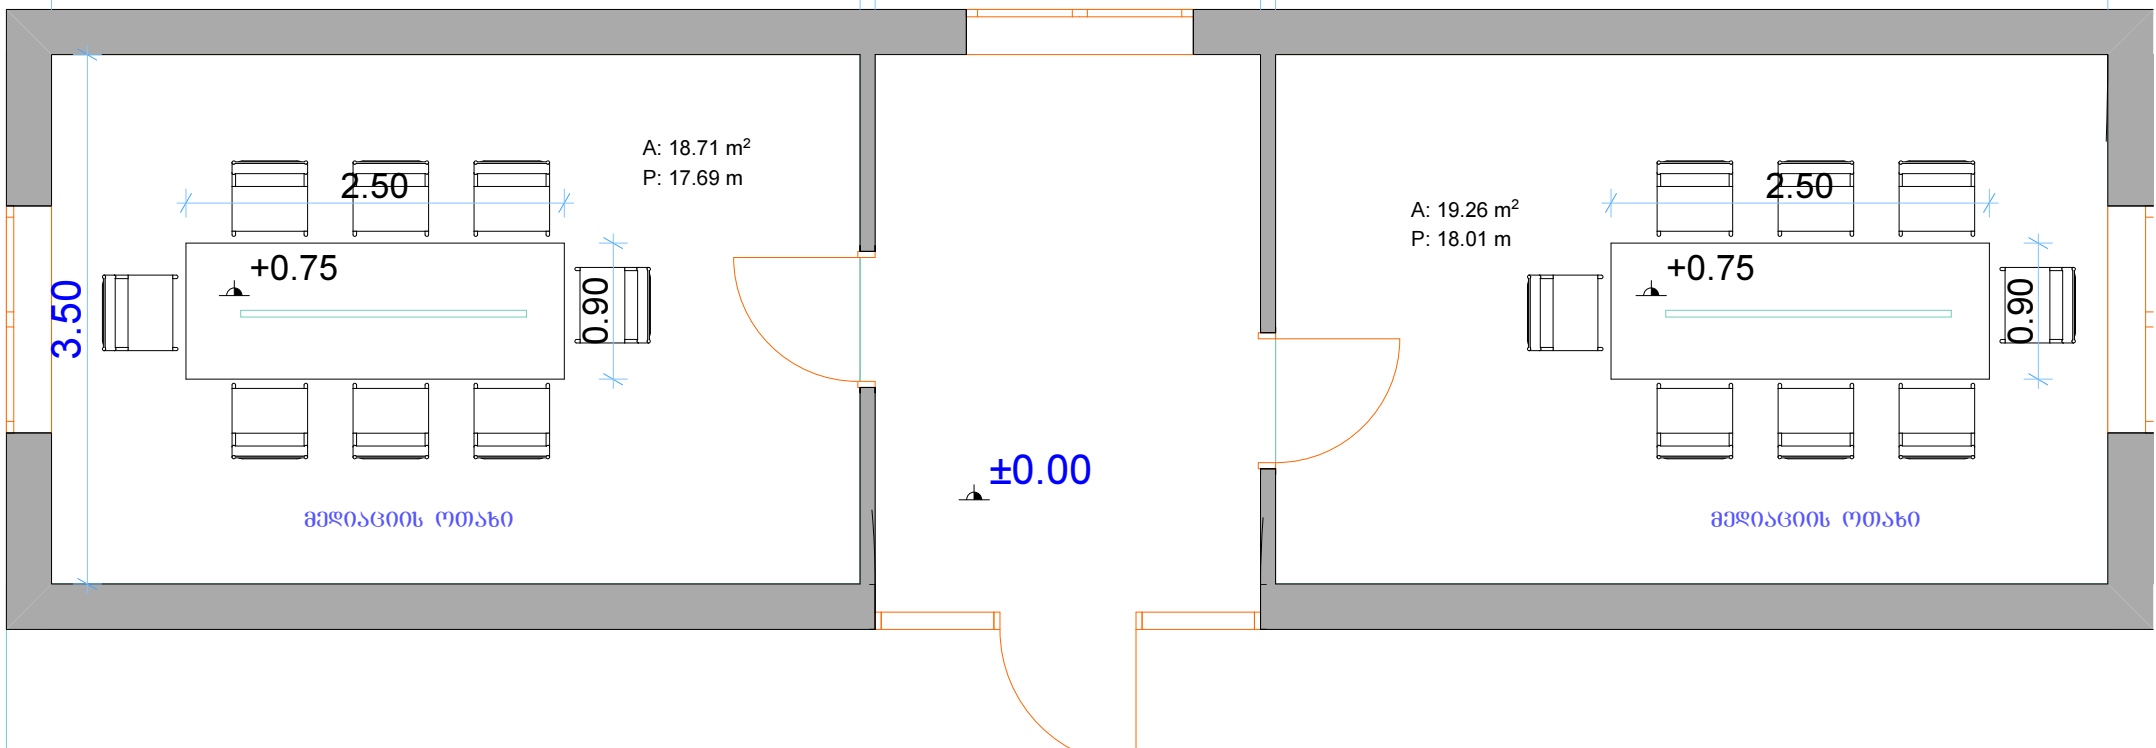 A: 18.71 m²
P: 17.69 m
2.50
2.50
A: 19.26 m²
P: 18.01 m
+0.75
+0.75
3.50
0.90
0.90
±0.00
მედიაციის ოთახი
მედიაციის ოთახი